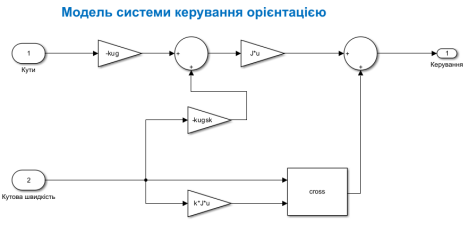 Модель системи керування орієнтацією
1
Кути
-kug
+
+
J*u
+
+
1
Керування
-kugsk
2
Кутова швидкість
k*J*u
cross